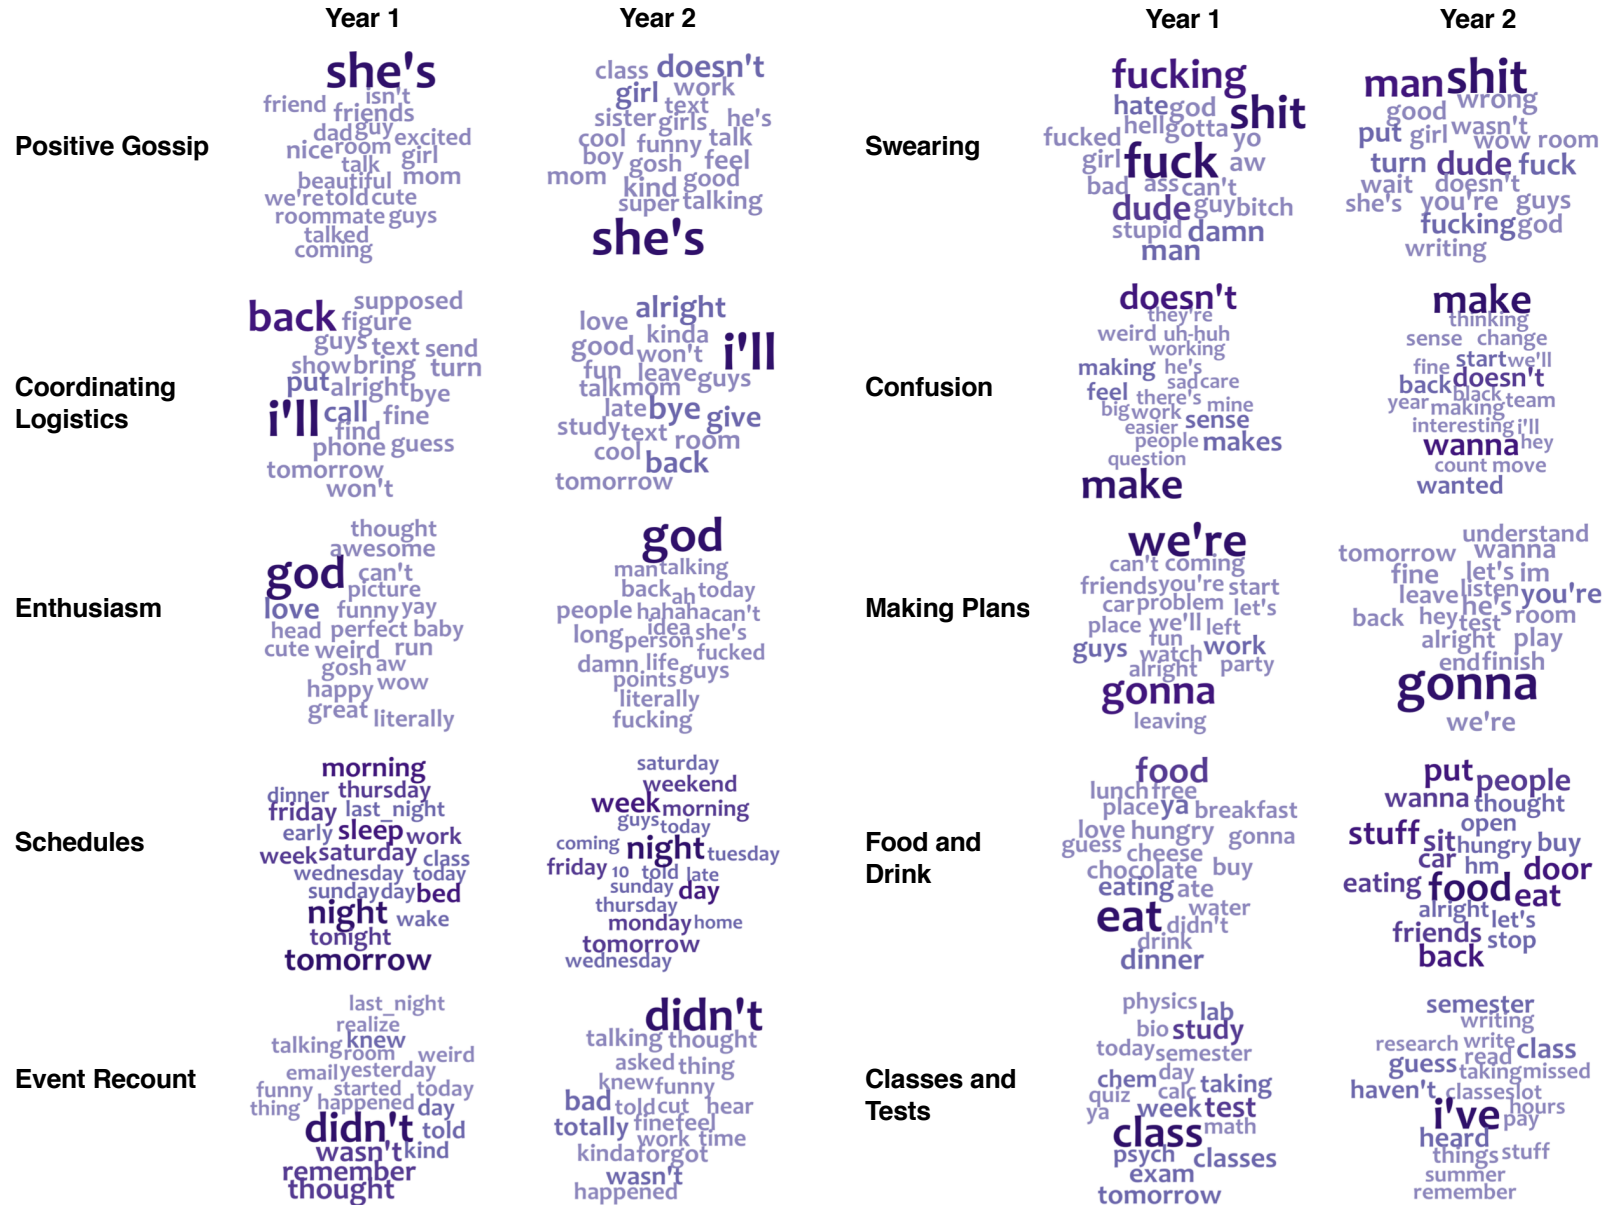 Year 1
Year 2
Year 1
Year 2
Positive Gossip
she's
isn't
friend
friends
dad guy excited
nice room girl
talk
beautiful mom
we're told cute
roommate guys
talked
coming
class doesn't
girl work
text
sister girls he's
cool funny talk
boy gosh feel
mom kind good
super talking
she's
Swearing
fucking
hate god shit
hell gotta
fucked yo
girl fuck aw
bad ass can't
dude guy bitch
stupid damn
man
man shit
good wrong
put girl wasn't
wow room
turn dude fuck
wait doesn't
she's you're guys
fucking god
writing
Coordinating
Logistics
supposed
back figure
guys text send
show bring turn
put alright bye
i'll call fine
find
phone guess
tomorrow
won't
alright
love kinda
good won't i'll
fun leave guys
talk mom
late bye give
study text room
cool back
tomorrow
Confusion
doesn't
they're
weird uh-huh
working
making he's
sad care
feel there's
big work mine
easier sense
people makes
question
make
make
thinking
sense change
start we'll
fine
back doesn't
black team
year making
interesting i'll
wanna hey
count move
wanted
Enthusiasm
thought
awesome
god can't
picture
love funny yay
head perfect baby
cute weird run
gosh aw
happy wow
great literally
god
man talking
back ah today
people hahaha can't
idea
long person she's
fucked
damn life guys
points
literally
fucking
Making Plans
we're
can't coming
friends you're start
car problem let's
place we'll left
fun
guys watch work
alright party
gonna
leaving
understand
tomorrow wanna
fine let's im
leave listen you're
he's
back hey test room
alright play
end finish
gonna
we're
Schedules
morning
dinner thursday
friday last_night
early sleep work
week saturday class
wednesday today
sunday day bed
night wake
tonight
tomorrow
saturday
weekend
week morning
guys today
coming night tuesday
friday 10 told late
sunday day
thursday
monday home
tomorrow
wednesday
Food and
Drink
food
lunch free
place ya breakfast
love hungry gonna
guess cheese
chocolate buy
eating ate
eat water
didn't
drink
dinner
put people
wanna thought
open
stuff sit hungry buy
car hm door
eating food eat
alright let's
friends stop
back
Event Recount
last_night
realize
talking knew
room weird
email yesterday
funny started today
thing happened day
didn't told
wasn't kind
remember
thought
didn't
talking thought
asked thing
knew funny
bad told cut hear
totally fine feel
work time
kinda forgot
wasn't
happened
Classes and
Tests
physics lab
bio study
today semester
day
chem calc taking
quiz
ya week test
class math
psych classes
exam
tomorrow
semester
writing
research write class
guess read taking missed
haven't classes lot
i've hours
pay
heard
things stuff
summer
remember